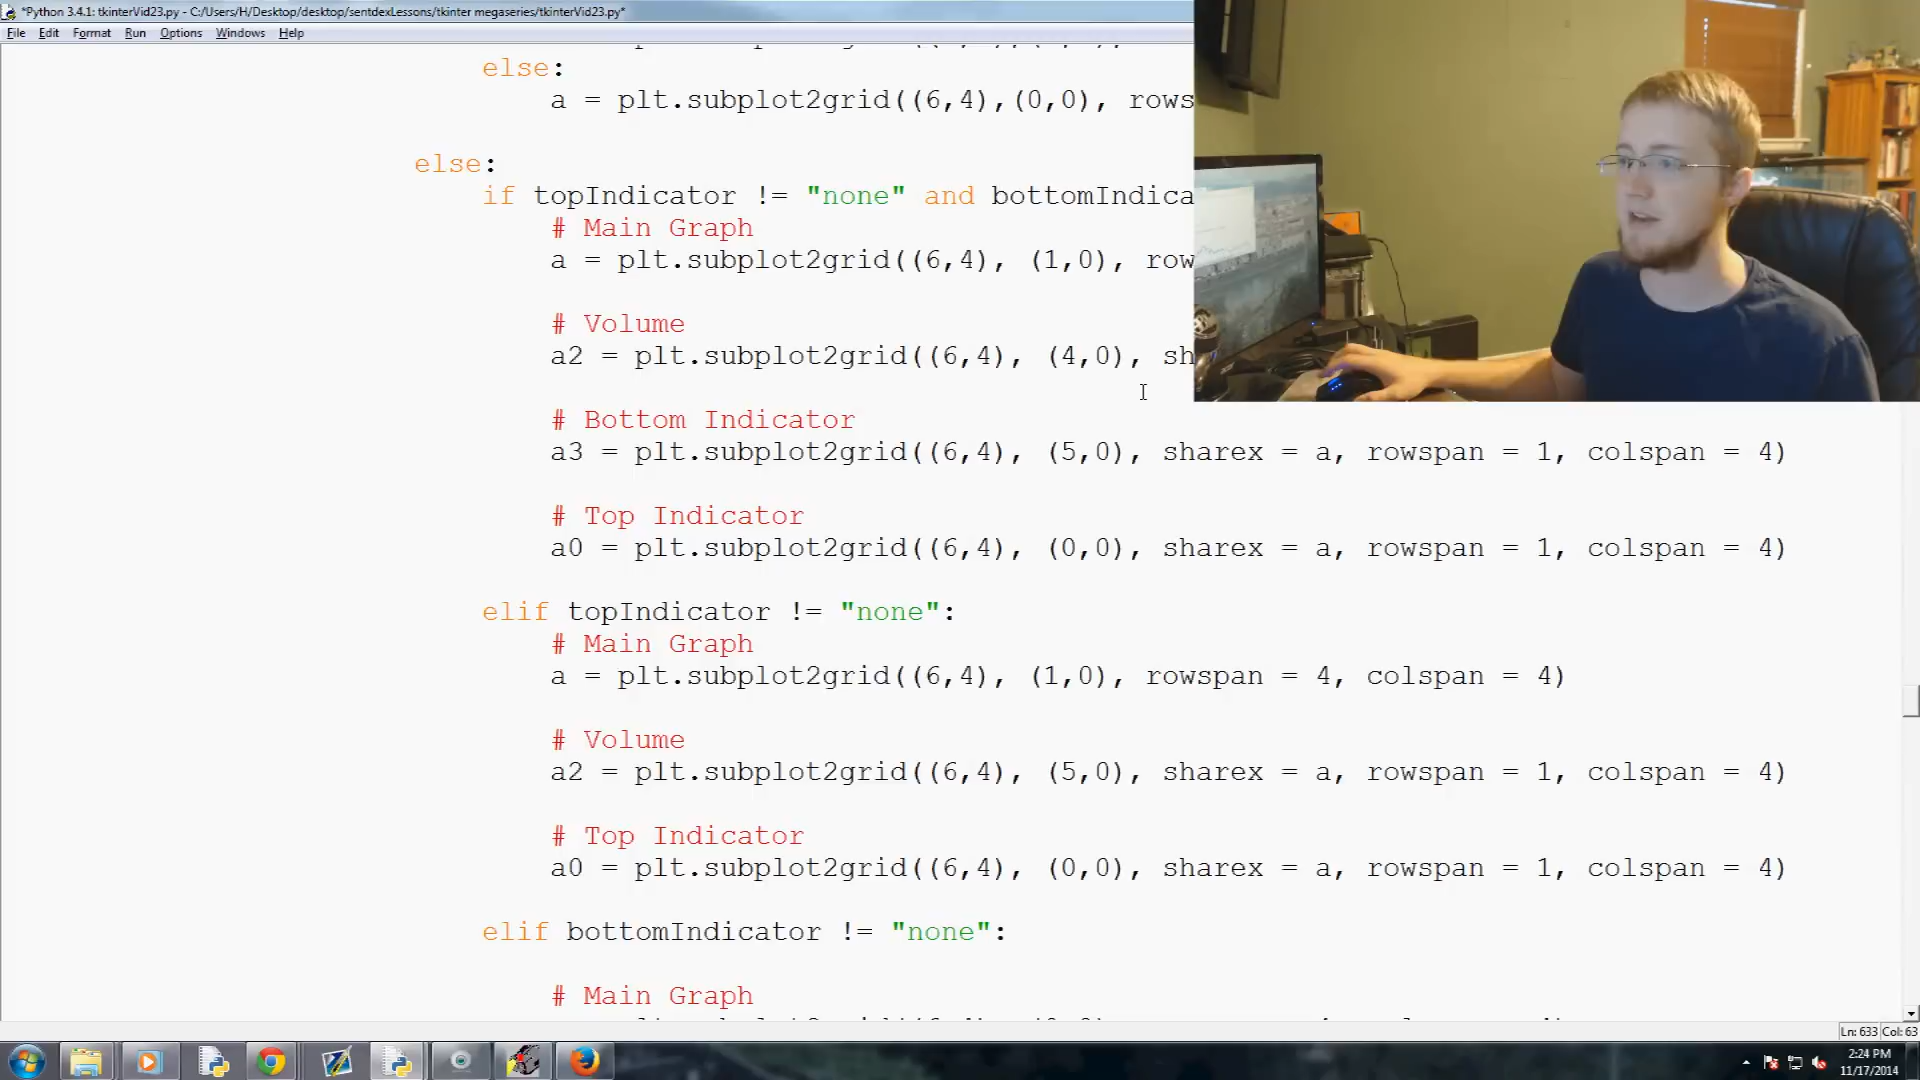 *Python 3.4.1: tkinterVid23.py - C:/Users/H/Desktop/desktop/sentdexLessons/tkinter megaseries/tkinterVid23.py*
File Edit Format Run Options Windows Help
else:
a = plt.subplot2grid((6,4),(0,0), rows
else:
if topIndicator != "none" and bottomIndica
# Main Graph
a = plt.subplot2grid((6,4), (1,0), row
# Volume
a2 = plt.subplot2grid((6,4), (4,0), sh
# Bottom Indicator
a3 = plt.subplot2grid((6,4), (5,0), sharex = a, rowspan = 1, colspan = 4)
# Top Indicator
a0 = plt.subplot2grid((6,4), (0,0), sharex = a, rowspan = 1, colspan = 4)
elif topIndicator != "none":
# Main Graph
a = plt.subplot2grid((6,4), (1,0), rowspan = 4, colspan = 4)
# Volume
a2 = plt.subplot2grid((6,4), (5,0), sharex = a, rowspan = 1, colspan = 4)
# Top Indicator
a0 = plt.subplot2grid((6,4), (0,0), sharex = a, rowspan = 1, colspan = 4)
elif bottomIndicator != "none":
# Main Graph
Ln: 633 Col: 63
2:24 PM
11/17/2014